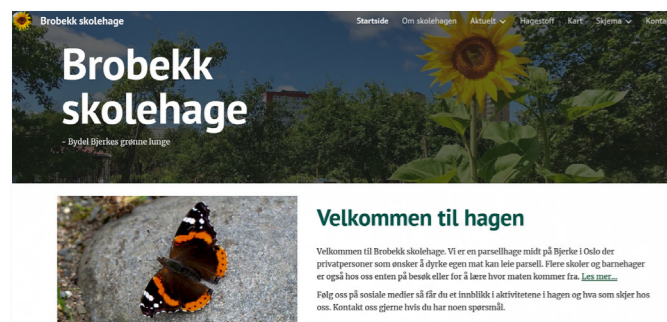 Brobekk skolehage
Startside Om skolehagen Aktuelt Hagestoff Kart Skjema
Brobekk
skolehage
- Bydel Bjerkes grønne lunge
Velkommen til hagen
Velkommen til Brobekk skolehage. Vi er en parsellhage midt på Bjerke i Oslo der
privatpersoner som ønsker å dyrke egen mat kan leie parsell. Flere skoler og barnehager
er også hos oss enten på besøk eller for å lære hvor maten kommer fra. Les mer...
Følg oss på sosiale medier så får du et innblikk i aktivitetene i hagen og hva som skjer hos
oss. Kontakt oss gjerne hvis du har noen spørsmål.